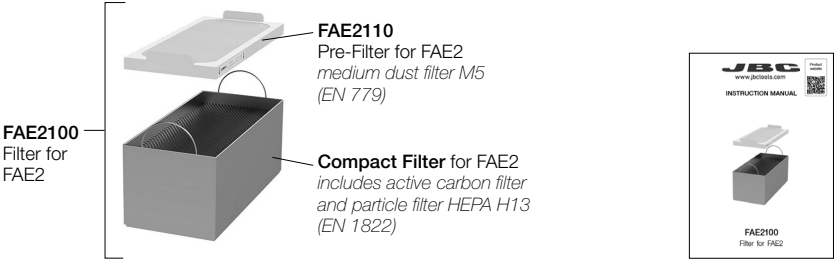 FAE2100
Filter for
FAE2
FAE2110
Pre-Filter for FAE2
medium dust filter M5
(EN 779)
Compact Filter for FAE2
includes active carbon filter
and particle filter HEPA H13
(EN 1822)
JBC
www.jbctools.com
Product
website
INSTRUCTION MANUAL
FAE2100
Filter for FAE2